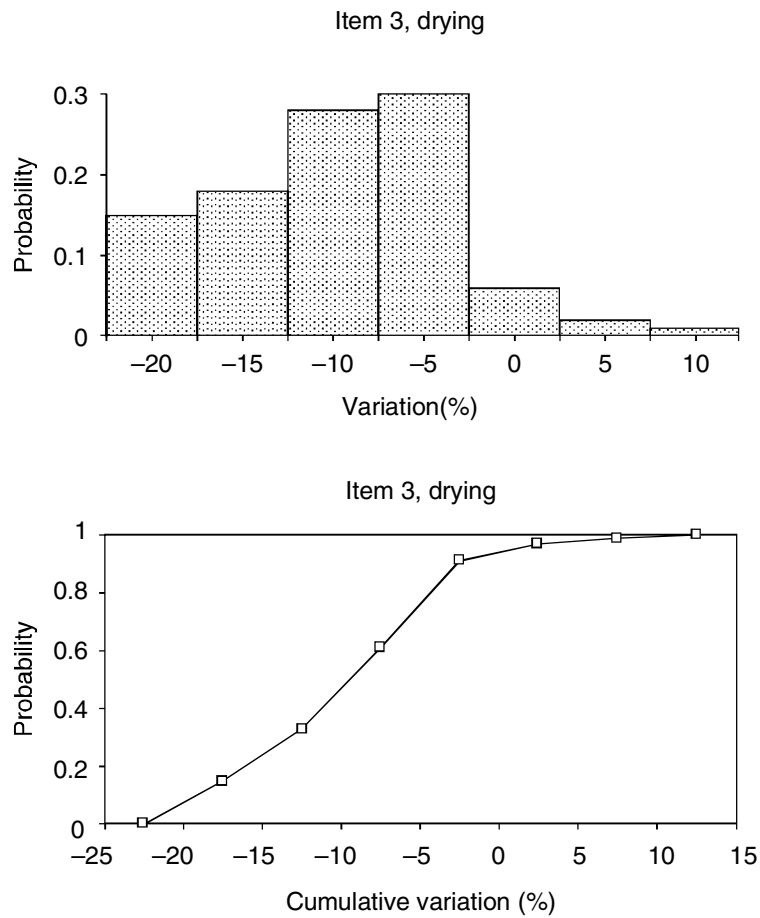 Item 3, drying
0.3
0.2
0.1
0
Probability
–20 –15 –10 –5 0 5 10
Variation(%)
Item 3, drying
1
0.8
0.6
0.4
0.2
0
Probability
–25 –20 –15 –10 –5 0 5 10 15
Cumulative variation (%)